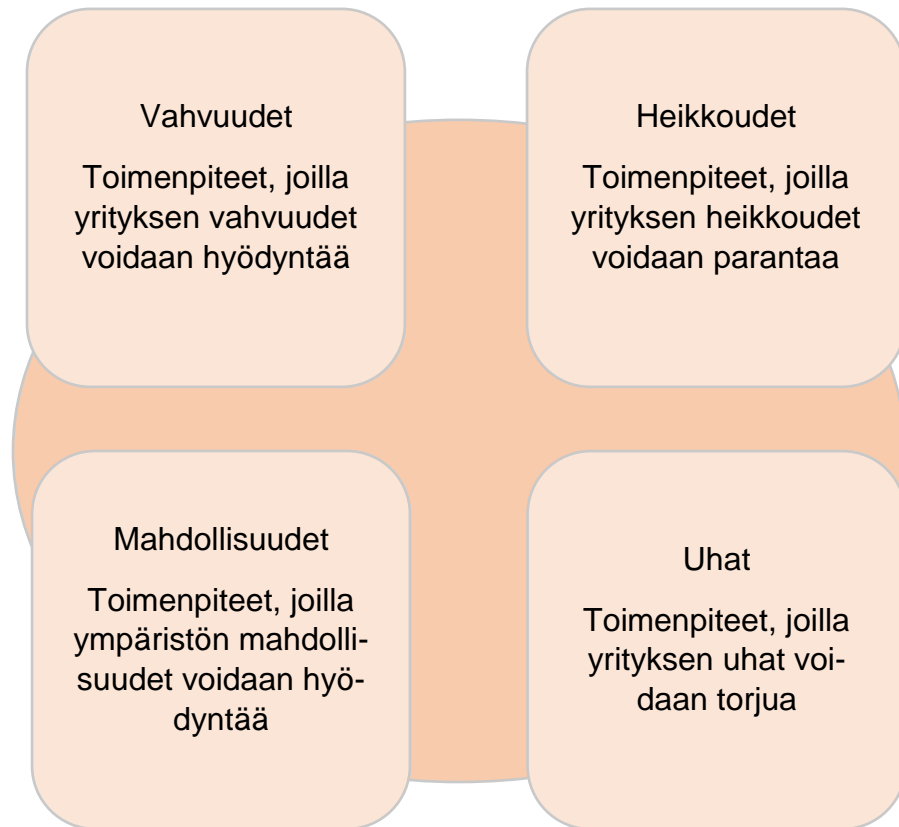 Vahvuudet
Toimenpiteet, joilla
yrityksen vahvuudet
voidaan hyödyntää
Heikkoudet
Toimenpiteet, joilla
yrityksen heikkoudet
voidaan parantaa
Mahdollisuudet
Toimenpiteet, joilla
ympäristön mahdolli-
suudet voidaan hyö-
dyntää
Uhat
Toimenpiteet, joilla
yrityksen uhat voi-
daan torjua